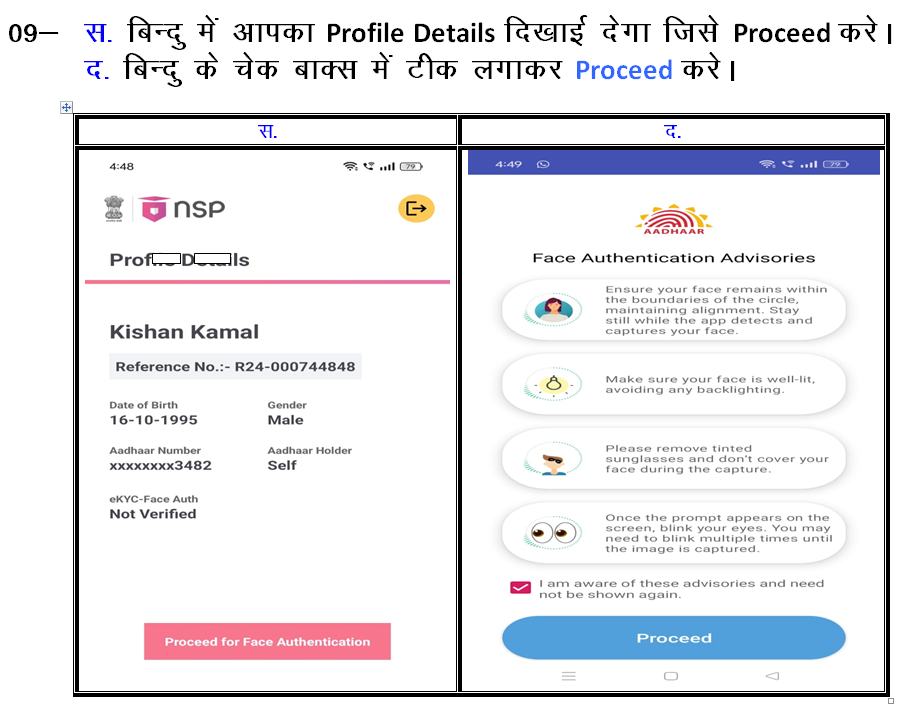 09– स. बिन्दु में आपका Profile Details दिखाई देगा जिसे Proceed करे।
द. बिन्दु के चेक बाक्स में टीक लगाकर Proceed करे।
स.
द.
4:48
79
NSP
Profile Details
Kishan Kamal
Reference No.:- R24-000744848
Date of Birth
Gender
16-10-1995
Male
Aadhaar Number
Aadhaar Holder
xxxxxxxx3482
Self
eKYC-Face Auth
Not Verified
Proceed for Face Authentication
4:49
79
AADHAAR
Face Authentication Advisories
Ensure your face remains within
the boundaries of the circle,
maintaining alignment. Stay
still while the app detects and
captures your face.
Make sure your face is well-lit,
avoiding any backlighting.
Please remove tinted
sunglasses and don't cover your
face during the capture.
Once the prompt appears on the
screen, blink your eyes. You may
need to blink multiple times until
the image is captured.
I am aware of these advisories and need
not be shown again.
Proceed